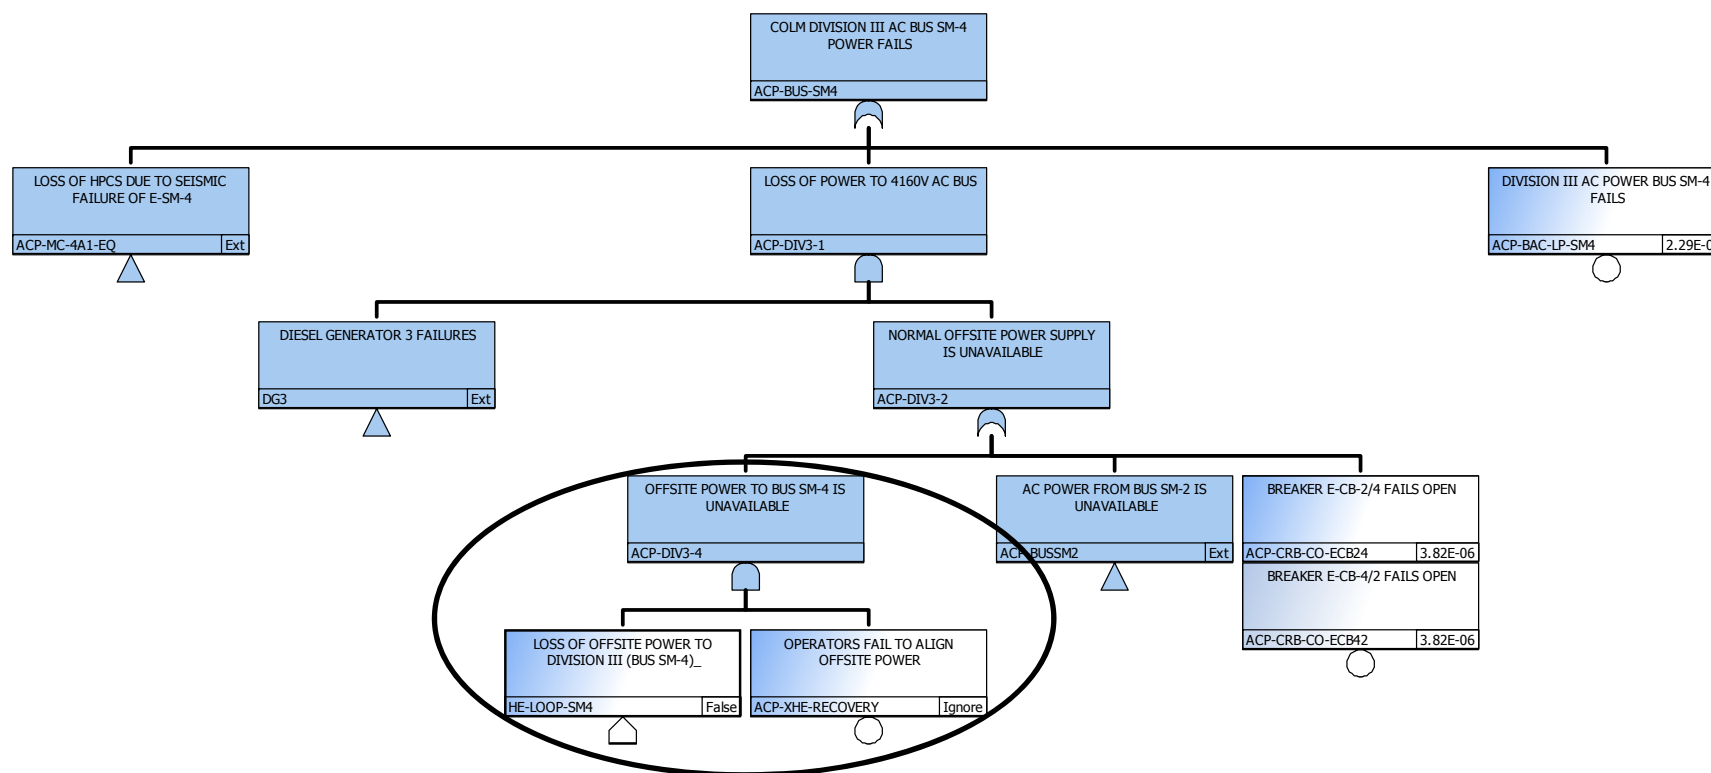 COLM DIVISION III AC BUS SM-4
POWER FAILS
ACP-BUS-SM4
LOSS OF HPCS DUE TO SEISMIC
FAILURE OF E-SM-4
ACP-MC-4A1-EQ Ext
LOSS OF POWER TO 4160V AC BUS
ACP-DIV3-1
DIVISION III AC POWER BUS SM-4
FAILS
ACP-BAC-LP-SM4 2.29E-0
DIESEL GENERATOR 3 FAILURES
DG3 Ext
NORMAL OFFSITE POWER SUPPLY
IS UNAVAILABLE
ACP-DIV3-2
OFFSITE POWER TO BUS SM-4 IS
UNAVAILABLE
ACP-DIV3-4
AC POWER FROM BUS SM-2 IS
UNAVAILABLE
ACP-BUSSM2 Ext
BREAKER E-CB-2/4 FAILS OPEN
ACP-CRB-CO-ECB24 3.82E-06
BREAKER E-CB-4/2 FAILS OPEN
ACP-CRB-CO-ECB42 3.82E-06
LOSS OF OFFSITE POWER TO
DIVISION III (BUS SM-4)_
HE-LOOP-SM4 False
OPERATORS FAIL TO ALIGN
OFFSITE POWER
ACP-XHE-RECOVERY Ignore